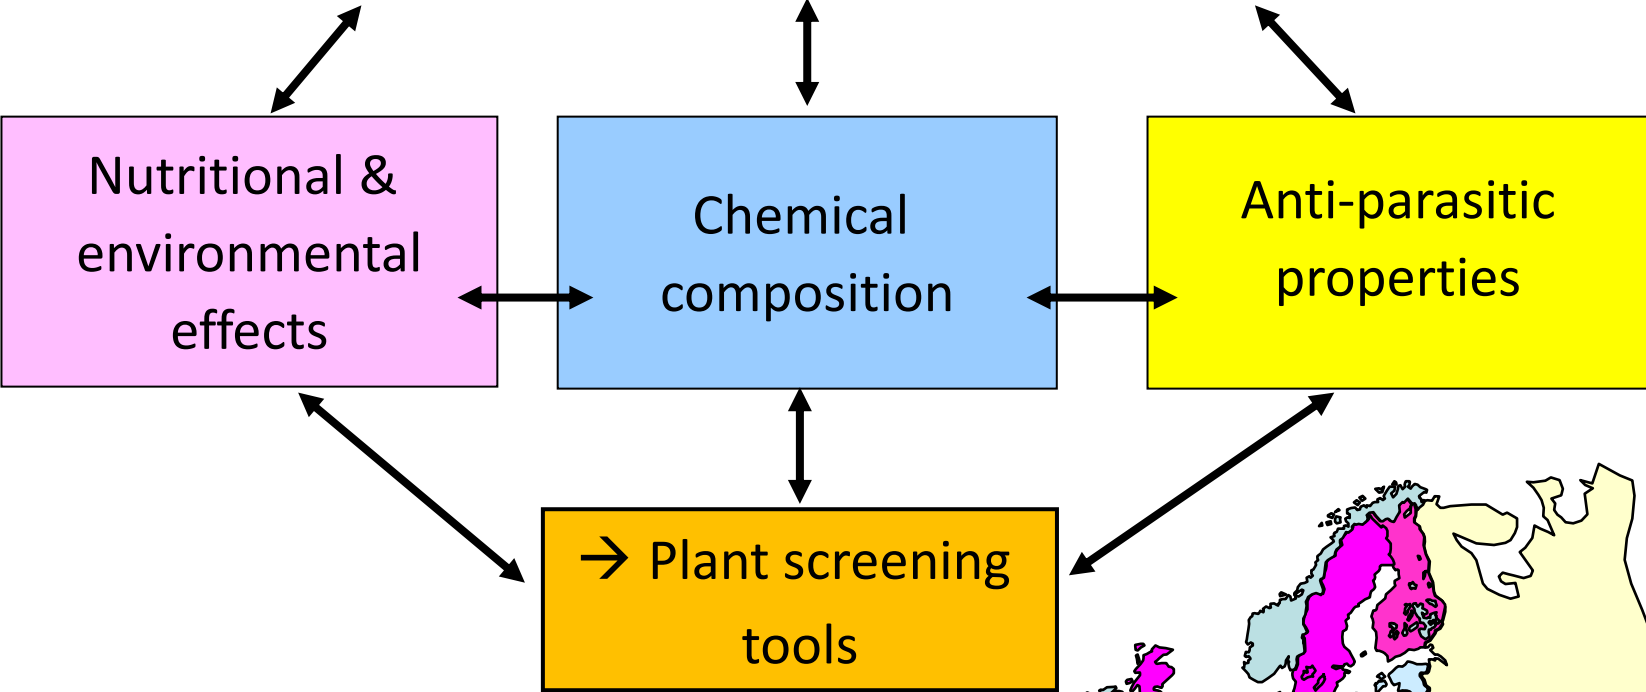 Nutritional &
environmental
effects
Chemical
composition
Anti-parasitic
properties
→ Plant screening
tools